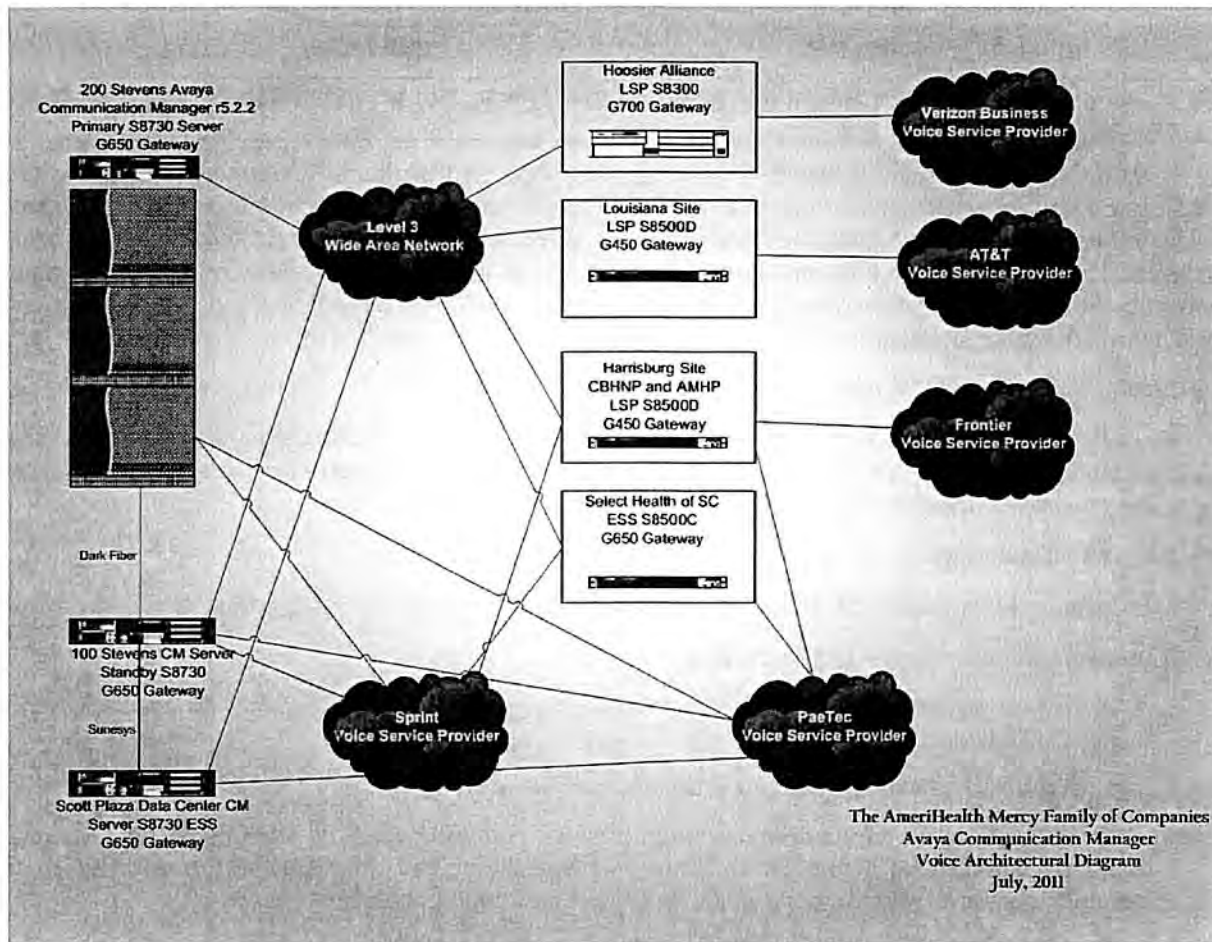 200 Stevens Avaya
Communication Manager r5.2.2
Primary S8730 Server
G650 Gateway
Level 3
Wide Area Network
Hoosier Alliance
LSP S8300
G700 Gateway
Verizon Business
Voice Service Provider
Louisiana Site
LSP S8500D
G450 Gateway
AT&T
Voice Service Provider
Harrisburg Site
CBHNP and AMHP
LSP S8500D
G450 Gateway
Frontier
Voice Service Provider
Select Health of SC
ESS S8500C
G650 Gateway
Dark Fiber
100 Stevens CM Server
Standby S8730
G650 Gateway
Sunesys
Sprint
Voice Service Provider
PaeTec
Voice Service Provider
Scott Plaza Data Center CM
Server S8730 ESS
G650 Gateway
The AmeriHealth Mercy Family of Companies
Avaya Communication Manager
Voice Architectural Diagram
July, 2011